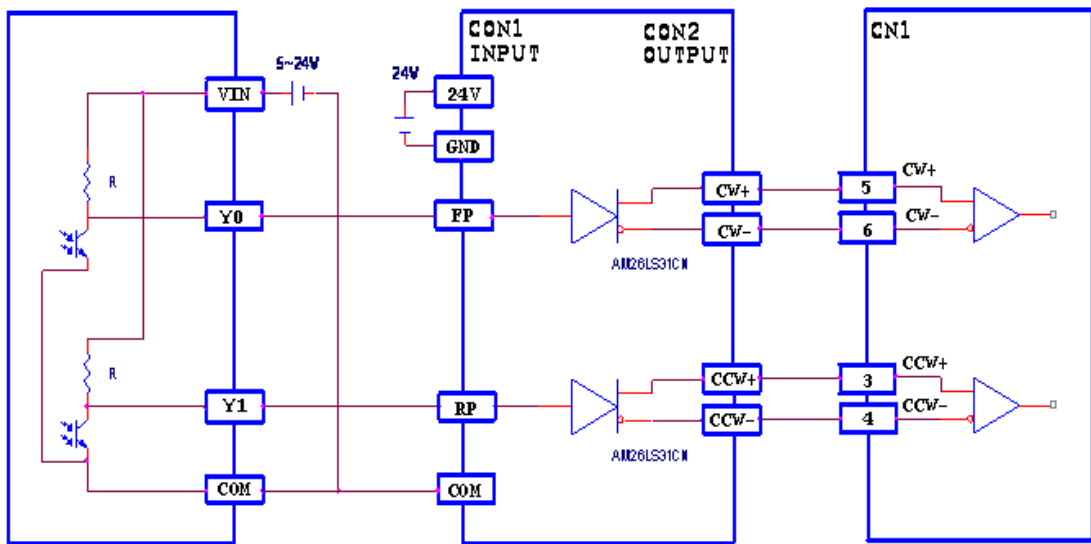 CON1
INPUT
CON2
OUTPUT
CN1
5~24V
24V
VIN
24V
GND
R
Y0
FP
CW+
5
CW+
CW-
6
CW-
AM26LS31CN
R
Y1
RP
CCW+
3
CCW+
CCW-
4
CCW-
AM26LS31CN
COM
COM